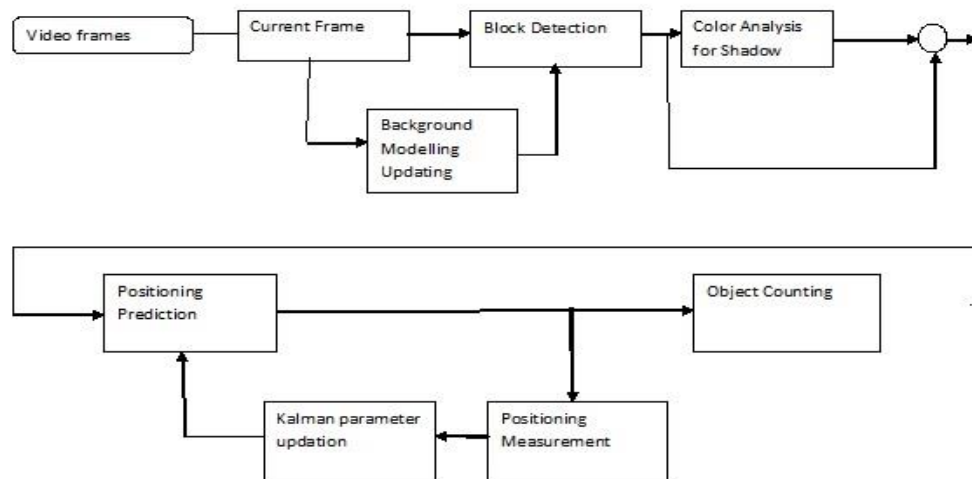 Video frames
Current Frame
Block Detection
Color Analysis
for Shadow
Background
Modelling
Updating
Positioning
Prediction
Object Counting
Kalman parameter
updation
Positioning
Measurement